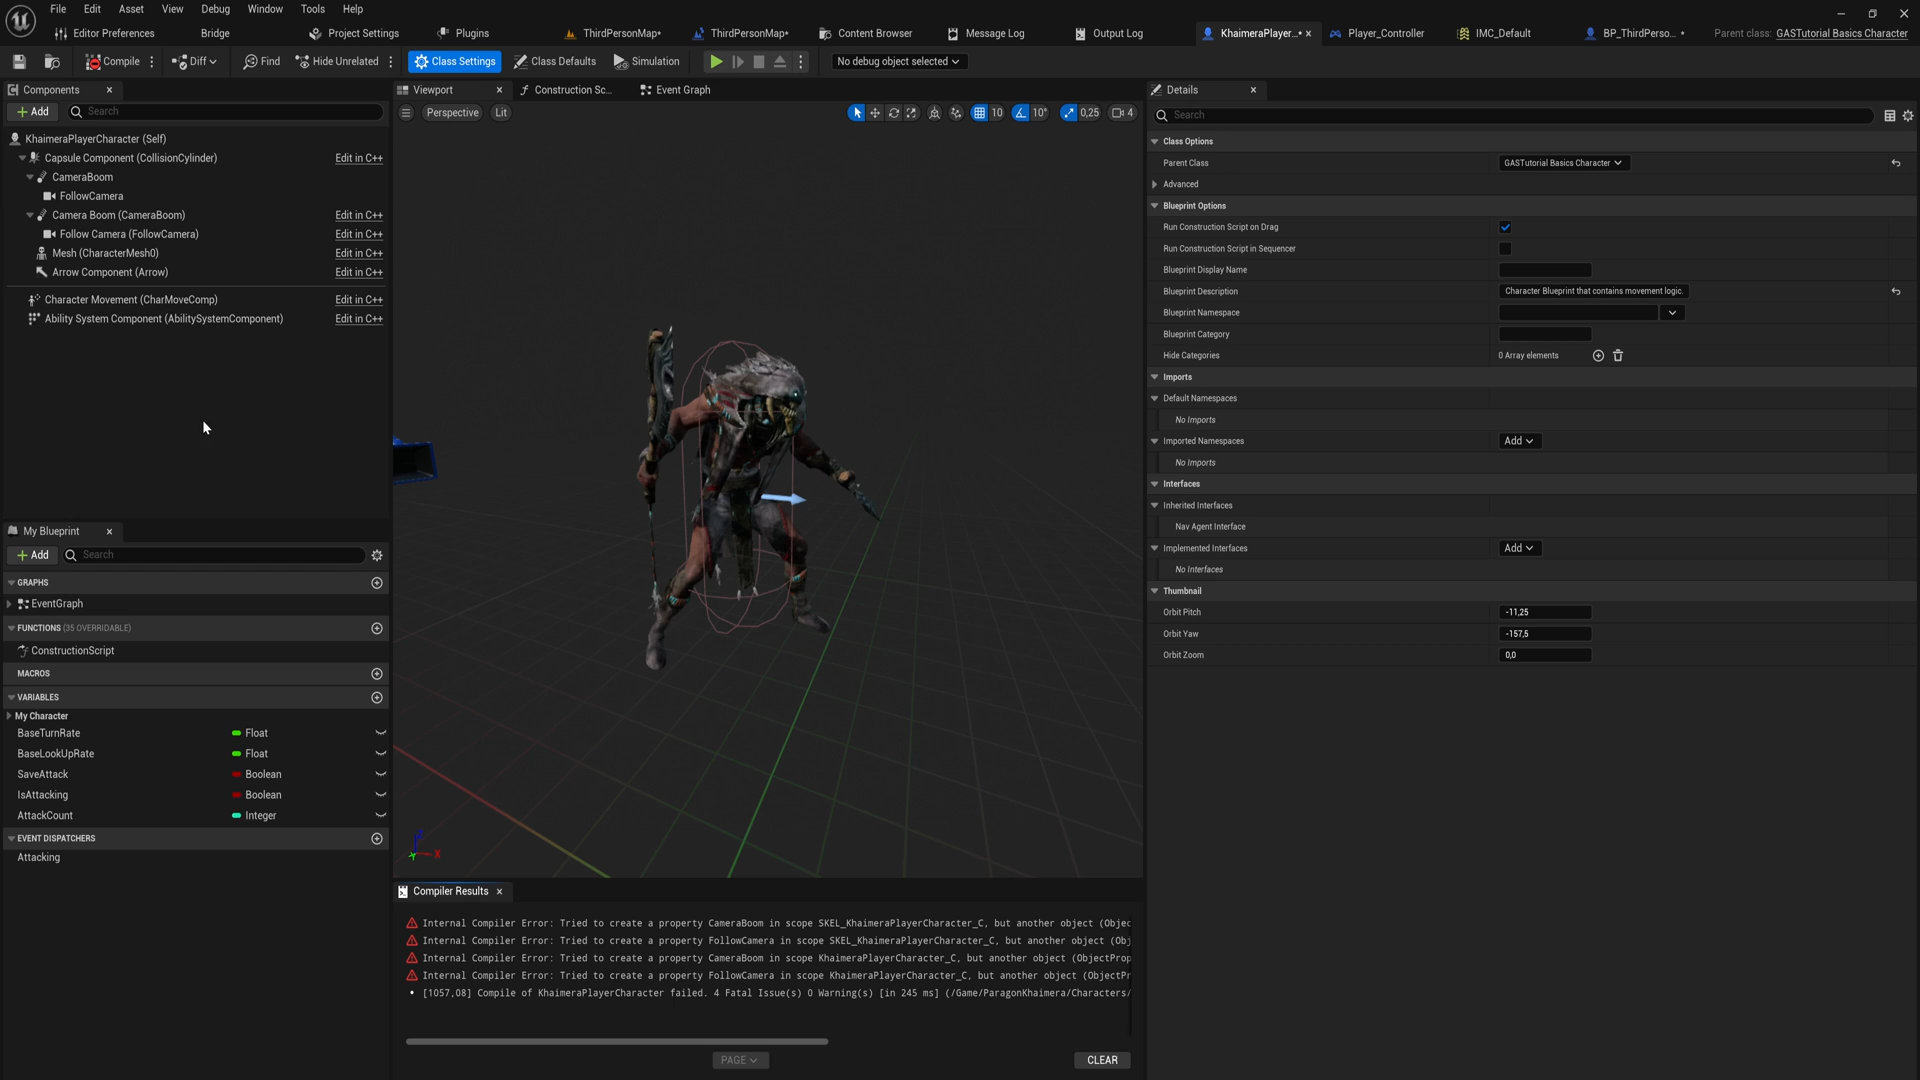 File Edit Asset View Debug Window Tools Help
Editor Preferences Bridge Project Settings Plugins ThirdPersonMap* ThirdPersonMap* Content Browser Message Log Output Log KhaimeraPlayer...* × Player_Controller IMC_Default BP_ThirdPerso... * Parent class: GASTutorial Basics Character
Compile Diff Find Hide Unrelated Class Settings Class Defaults Simulation No debug object selected
Components
+ Add Search
KhaimeraPlayerCharacter (Self)
Capsule Component (CollisionCylinder) Edit in C++
CameraBoom
FollowCamera
Camera Boom (CameraBoom) Edit in C++
Follow Camera (FollowCamera) Edit in C++
Mesh (CharacterMesh0) Edit in C++
Arrow Component (Arrow) Edit in C++
Character Movement (CharMoveComp) Edit in C++
Ability System Component (AbilitySystemComponent) Edit in C++
My Blueprint
+ Add Search
GRAPHS
EventGraph
FUNCTIONS (35 OVERRIDABLE)
ConstructionScript
MACROS
VARIABLES
My Character
BaseTurnRate Float
BaseLookUpRate Float
SaveAttack Boolean
IsAttacking Boolean
AttackCount Integer
EVENT DISPATCHERS
Attacking
Viewport Construction Sc... Event Graph
Perspective Lit 10 10° 0,25 4
X
Compiler Results
Internal Compiler Error: Tried to create a property CameraBoom in scope SKEL_KhaimeraPlayerCharacter_C, but another object (Objec
Internal Compiler Error: Tried to create a property FollowCamera in scope SKEL_KhaimeraPlayerCharacter_C, but another object (Obj
Internal Compiler Error: Tried to create a property CameraBoom in scope KhaimeraPlayerCharacter_C, but another object (ObjectProp
Internal Compiler Error: Tried to create a property FollowCamera in scope KhaimeraPlayerCharacter_C, but another object (ObjectPr
• [1057,08] Compile of KhaimeraPlayerCharacter failed. 4 Fatal Issue(s) 0 Warning(s) [in 245 ms] (/Game/ParagonKhaimera/Characters/
PAGE CLEAR
Details
Search
Class Options
Parent Class GASTutorial Basics Character
Advanced
Blueprint Options
Run Construction Script on Drag
Run Construction Script in Sequencer
Blueprint Display Name
Blueprint Description Character Blueprint that contains movement logic.
Blueprint Namespace
Blueprint Category
Hide Categories 0 Array elements
Imports
Default Namespaces
No Imports
Imported Namespaces Add
No Imports
Interfaces
Inherited Interfaces
Nav Agent Interface
Implemented Interfaces Add
No Interfaces
Thumbnail
Orbit Pitch -11,25
Orbit Yaw -157,5
Orbit Zoom 0,0